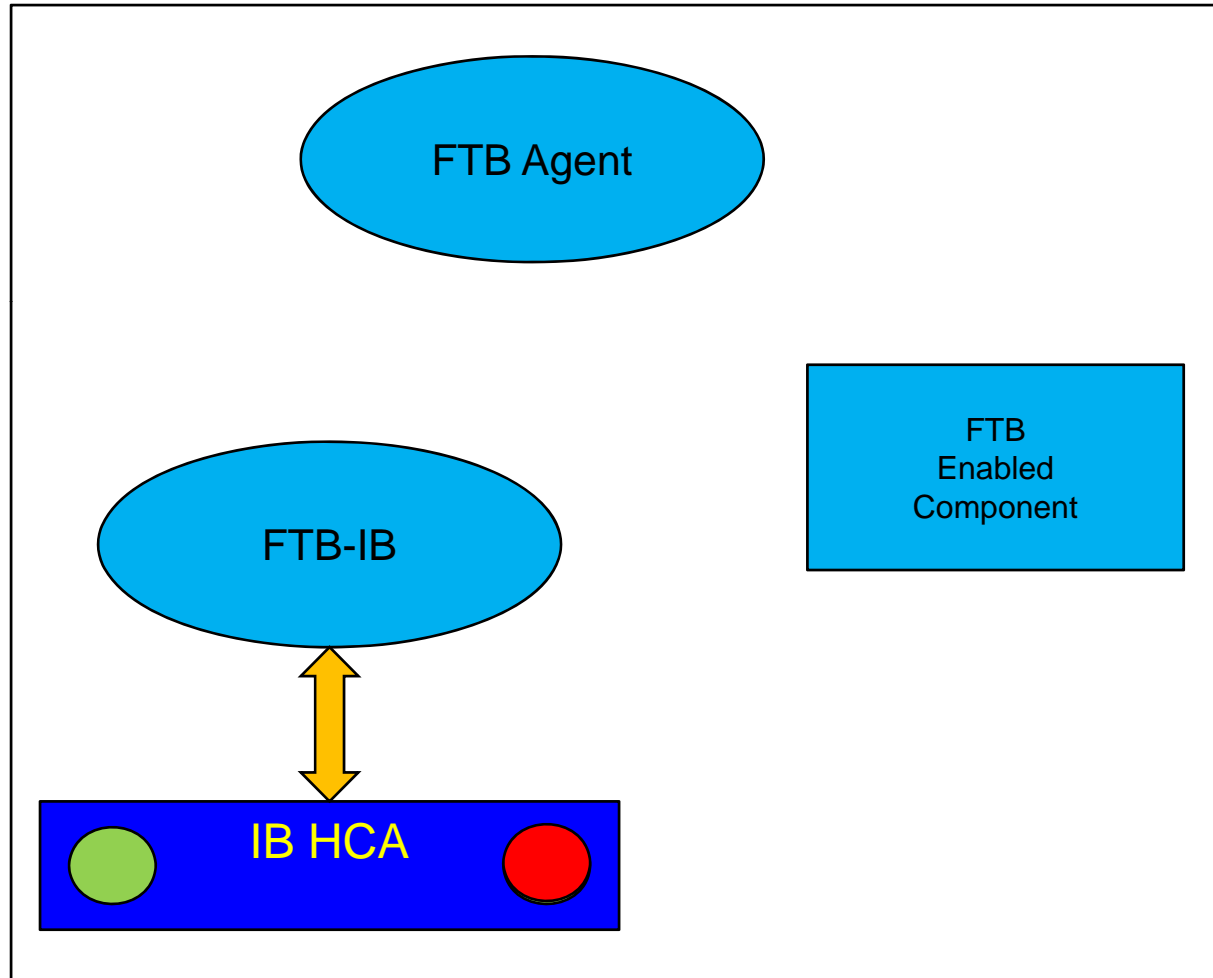 FTB Agent
FTB
Enabled
Component
FTB-IB
IB HCA